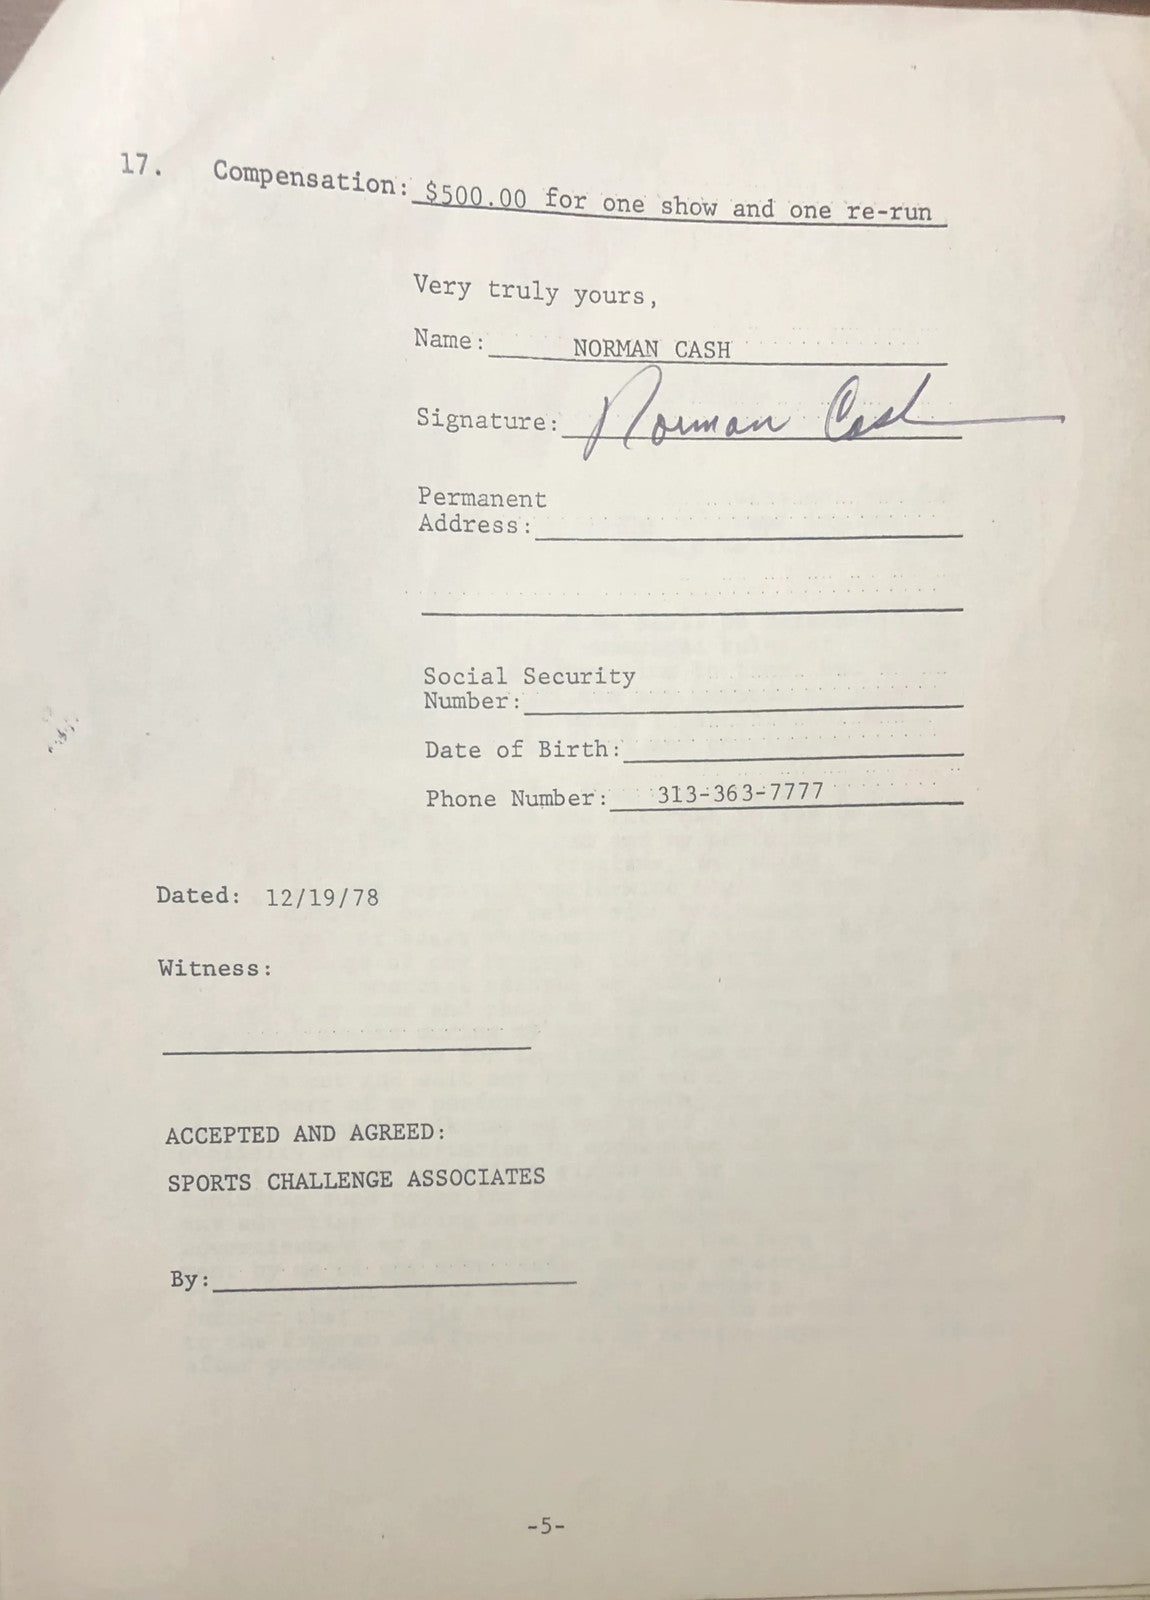 17. Compensation: $500.00 for one show and one re-run
Very truly yours,
Name: NORMAN CASH
Signature: Norman Cash
Permanent
Address:
Social Security
Number:
Date of Birth:
Phone Number: 313-363-7777
Dated: 12/19/78
Witness:
ACCEPTED AND AGREED:
SPORTS CHALLENGE ASSOCIATES
By:
-5-